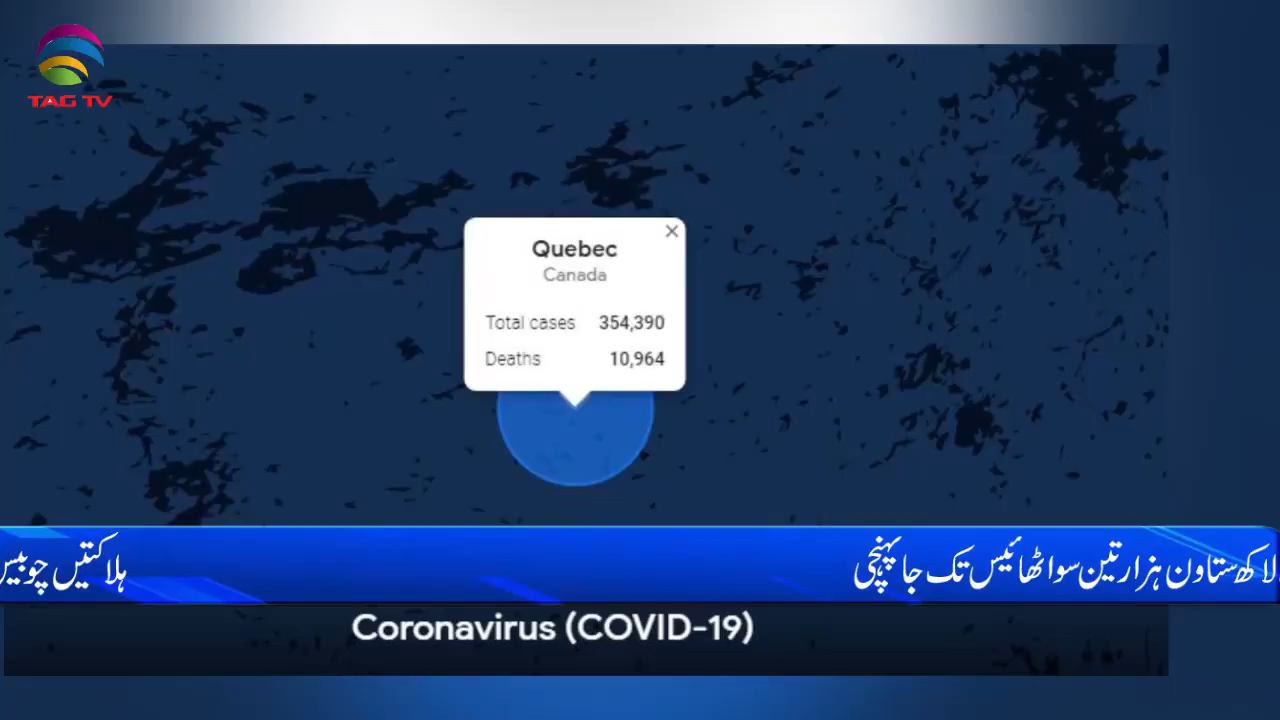 TAG TV
Quebec
Canada
Total cases 354,390
Deaths 10,964
لاکھ ستاون ہزار تین سو اٹھائیس تک جا پہنچی
ہلاکتیں چوبیس
Coronavirus (COVID-19)